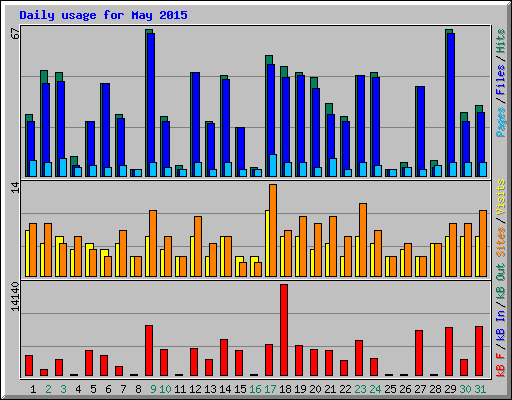 Daily usage for May 2015
67
14
14140
Pages / Files / Hits
Sites / Visits
kB F / kB In / kB Out
1 2 3 4 5 6 7 8 9 10 11 12 13 14 15 16 17 18 19 20 21 22 23 24 25 26 27 28 29 30 31